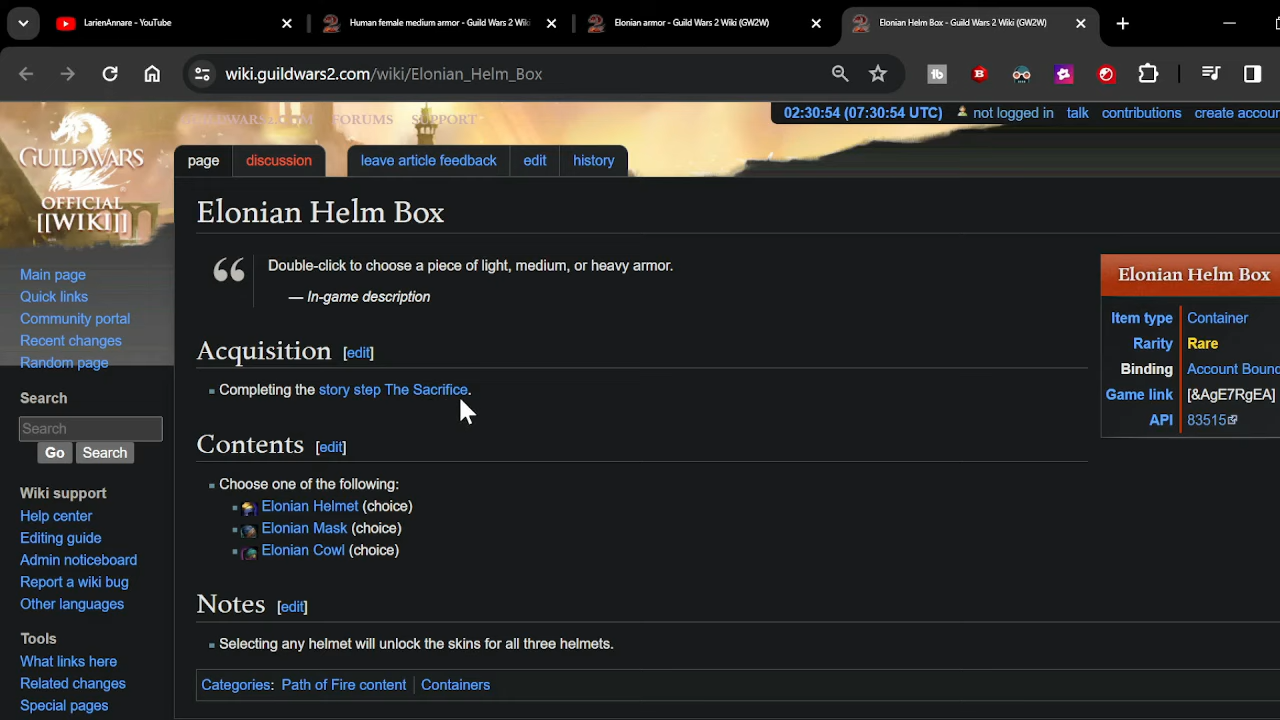 LarienAnnare - YouTube
Human female medium armor - Guild Wars 2 Wiki
Elonian armor - Guild Wars 2 Wiki (GW2W)
Elonian Helm Box - Guild Wars 2 Wiki (GW2W)
wiki.guildwars2.com/wiki/Elonian_Helm_Box
GUILDWARS2.COM FORUMS SUPPORT
02:30:54 (07:30:54 UTC) not logged in talk contributions create accour
GUILDWARS
2
OFFICIAL
[[WIKI]]
page discussion leave article feedback edit history
Elonian Helm Box
Double-click to choose a piece of light, medium, or heavy armor.
— In-game description
Acquisition [edit]
Completing the story step The Sacrifice.
Contents [edit]
Choose one of the following:
Elonian Helmet (choice)
Elonian Mask (choice)
Elonian Cowl (choice)
Notes [edit]
Selecting any helmet will unlock the skins for all three helmets.
Categories: Path of Fire content Containers
Elonian Helm Box
Item type Container
Rarity Rare
Binding Account Bound
Game link [&AgE7RgEA]
API 83515
Main page
Quick links
Community portal
Recent changes
Random page
Search
Search
Go Search
Wiki support
Help center
Editing guide
Admin noticeboard
Report a wiki bug
Other languages
Tools
What links here
Related changes
Special pages